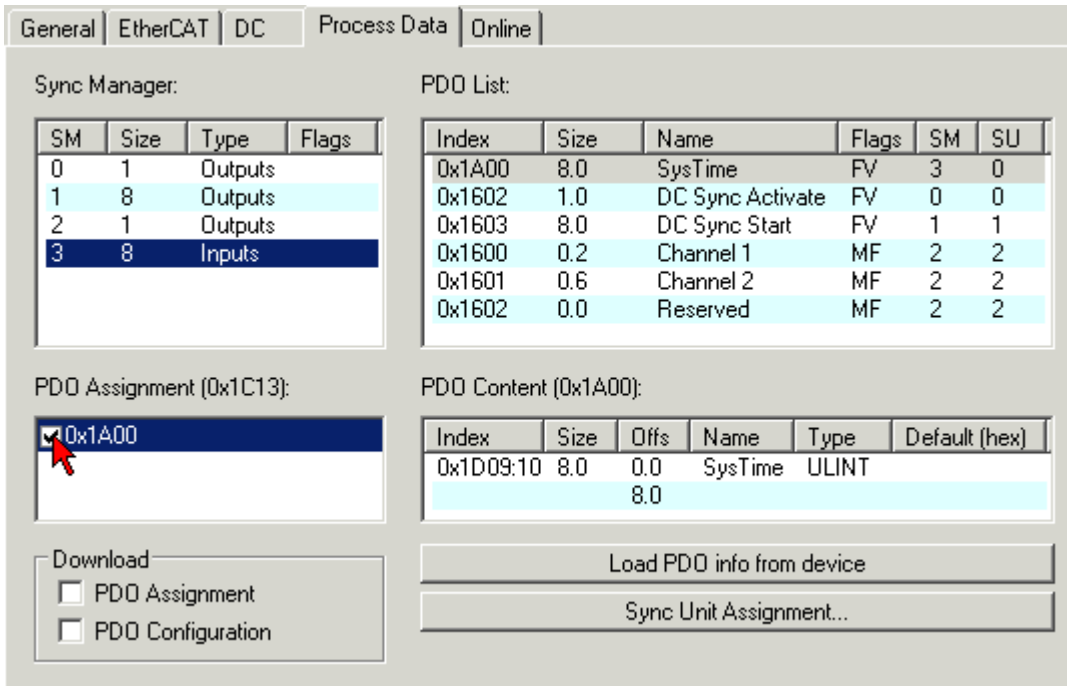 General EtherCAT DC Process Data Online
Sync Manager:
SM Size Type Flags
0 1 Outputs
1 8 Outputs
2 1 Outputs
3 8 Inputs
PDO List:
Index Size Name Flags SM SU
0x1A00 8.0 SysTime FV 3 0
0x1602 1.0 DC Sync Activate FV 0 0
0x1603 8.0 DC Sync Start FV 1 1
0x1600 0.2 Channel 1 MF 2 2
0x1601 0.6 Channel 2 MF 2 2
0x1602 0.0 Reserved MF 2 2
PDO Assignment (0x1C13):
0x1A00
PDO Content (0x1A00):
Index Size Offs Name Type Default (hex)
0x1D09:10 8.0 0.0 SysTime ULINT
8.0
Download
PDO Assignment
PDO Configuration
Load PDO info from device
Sync Unit Assignment...